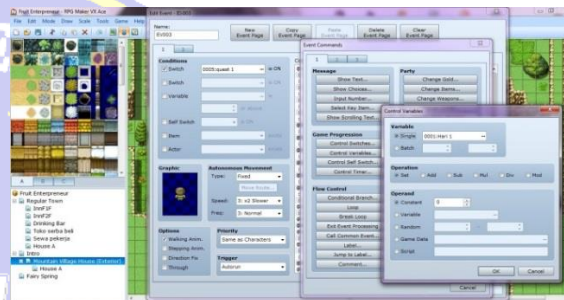 Fruit Enterpreneur - RPG Maker VX Ace
File Edit Mode Draw Scale Tools Game Help
Fruit Enterpreneur
Regular Town
InnF1F
InnF2F
Drinking Bar
Toko serba beli
Sewa pekerja
House A
Intro
Mountain Village House (Exterior)
House A
Fairy Spring
Edit Event - EV003
Name:
EV003
New Event Page
Copy Event Page
Paste Event Page
Delete Event Page
Clear Event Page
1 2
Conditions
Switch 0005:quest 1 is ON
Switch is ON
Variable is
or above
Self Switch is ON
Item exists
Actor exists
Graphic
Autonomous Movement
Type: Fixed
Move Route...
Speed: 3: x2 Slower
Freq: 3: Normal
Options
Walking Anim.
Stepping Anim.
Direction Fix
Through
Priority
Same as Characters
Trigger
Autorun
Event Commands
1 2 3
Message
Show Text...
Show Choices...
Input Number...
Select Key Item...
Show Scrolling Text...
Party
Change Gold...
Change Items...
Change Weapons...
Game Progression
Control Switches...
Control Variables...
Control Self Switch...
Control Timer...
Flow Control
Conditional Branch...
Loop
Break Loop
Exit Event Processing
Call Common Event...
Label...
Jump to Label...
Comment...
Cancel
Control Variables
Variable
Single 0001:Hari 1
Batch
Operation
Set Add Sub Mul Div Mod
Operand
Constant 0
Variable
Random
Game Data
Script
OK Cancel